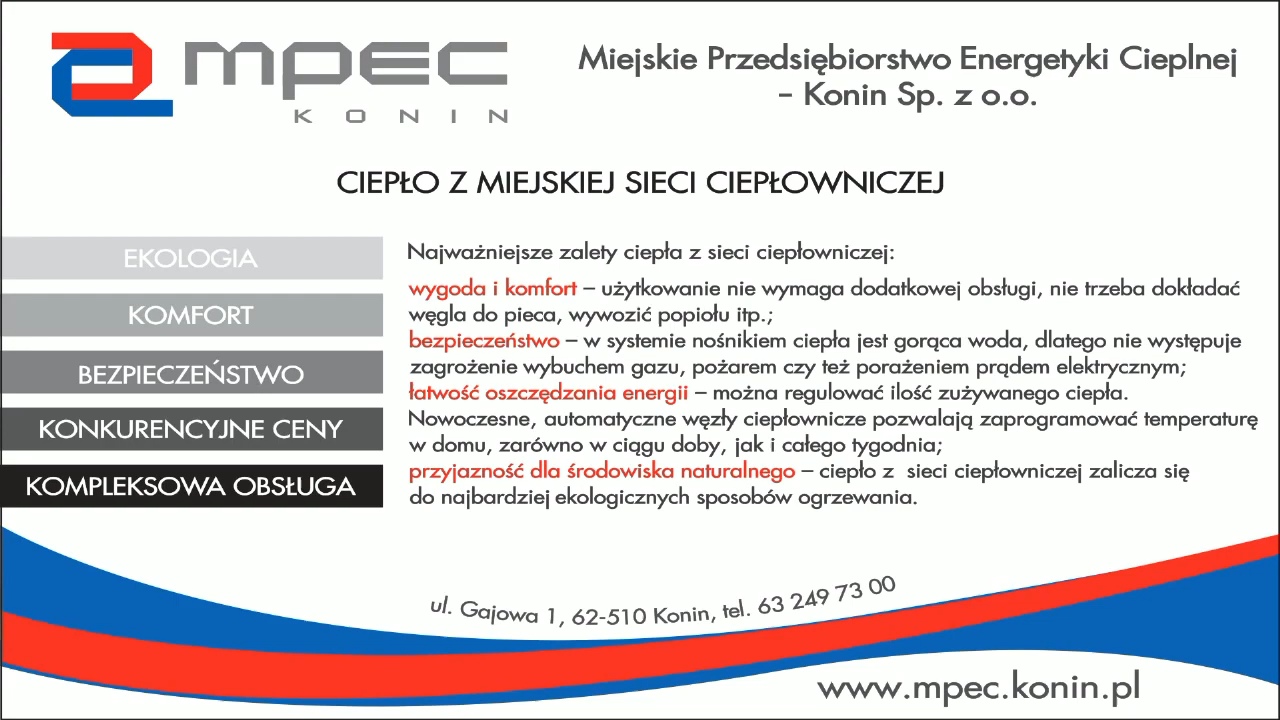 mpec
KONIN
Miejskie Przedsiębiorstwo Energetyki Cieplnej
– Konin Sp. z o.o.
CIEPŁO Z MIEJSKIEJ SIECI CIEPŁOWNICZEJ
EKOLOGIA
KOMFORT
BEZPIECZEŃSTWO
KONKURENCYJNE CENY
KOMPLEKSOWA OBSŁUGA
Najważniejsze zalety ciepła z sieci ciepłowniczej:
wygoda i komfort – użytkowanie nie wymaga dodatkowej obsługi, nie trzeba dokładać
węgla do pieca, wywozić popiołu itp.;
bezpieczeństwo – w systemie nośnikiem ciepła jest gorąca woda, dlatego nie występuje
zagrożenie wybuchem gazu, pożarem czy też porażeniem prądem elektrycznym;
łatwość oszczędzania energii – można regulować ilość zużywanego ciepła.
Nowoczesne, automatyczne węzły ciepłownicze pozwalają zaprogramować temperaturę
w domu, zarówno w ciągu doby, jak i całego tygodnia;
przyjazność dla środowiska naturalnego – ciepło z sieci ciepłowniczej zalicza się
do najbardziej ekologicznych sposobów ogrzewania.
ul. Gajowa 1, 62-510 Konin, tel. 63 249 73 00
www.mpec.konin.pl